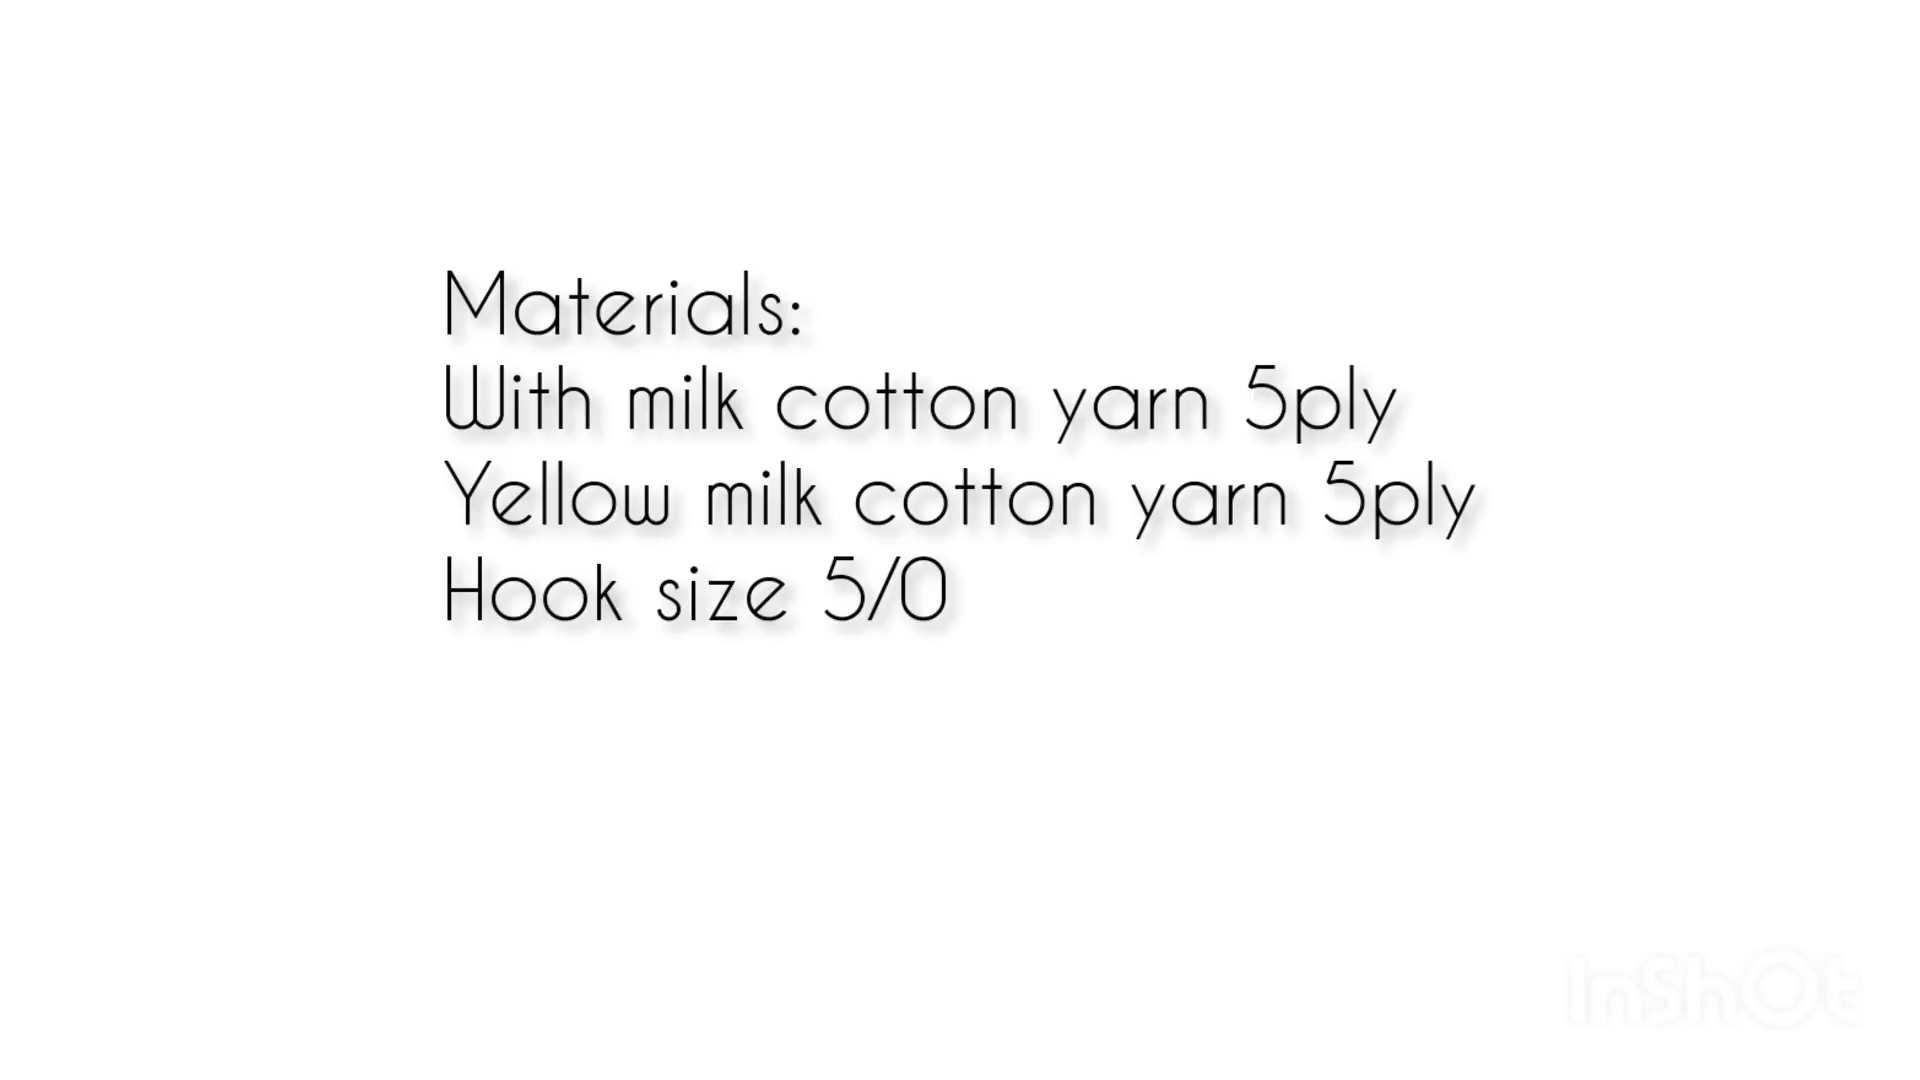 Materials:
With milk cotton yarn 5ply
Yellow milk cotton yarn 5ply
Hook size 5/0
InShOt